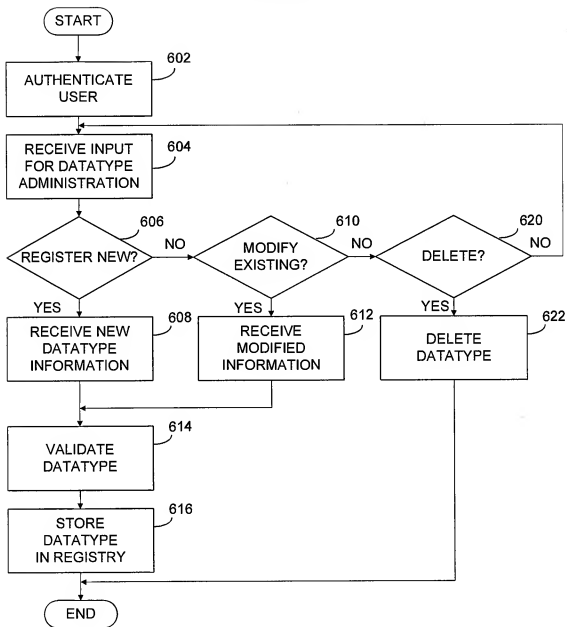 START
602
AUTHENTICATE
USER
604
RECEIVE INPUT
FOR DATATYPE
ADMINISTRATION
606
REGISTER NEW?
NO
610
MODIFY
EXISTING?
NO
620
DELETE?
NO
YES
YES
YES
608
RECEIVE NEW
DATATYPE
INFORMATION
612
RECEIVE
MODIFIED
INFORMATION
622
DELETE
DATATYPE
614
VALIDATE
DATATYPE
616
STORE
DATATYPE
IN REGISTRY
END